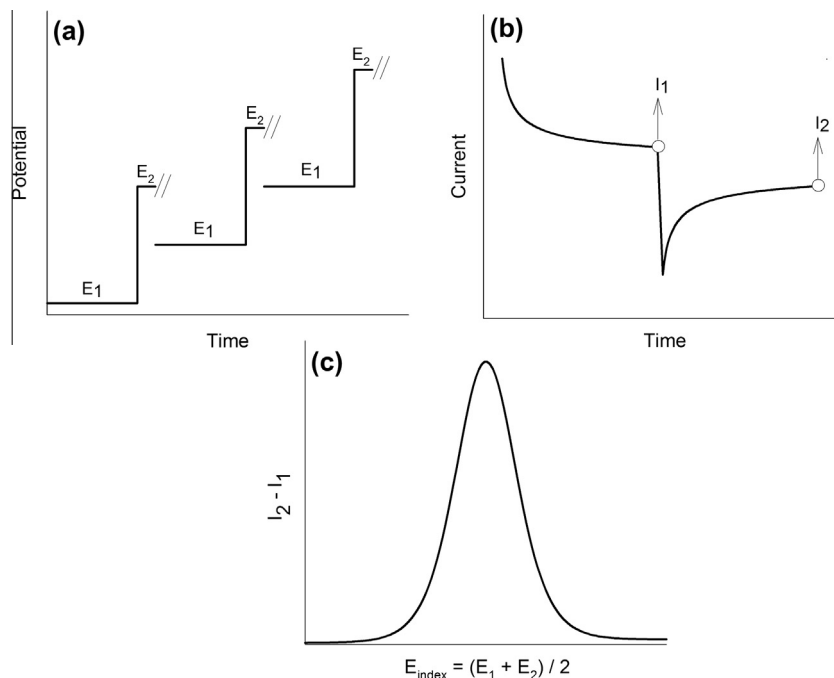 (a)
Potential
E1
E2
E1
E2
E1
E2
Time
(b)
Current
I1
I2
Time
(c)
I2 - I1
Eindex = (E1 + E2) / 2